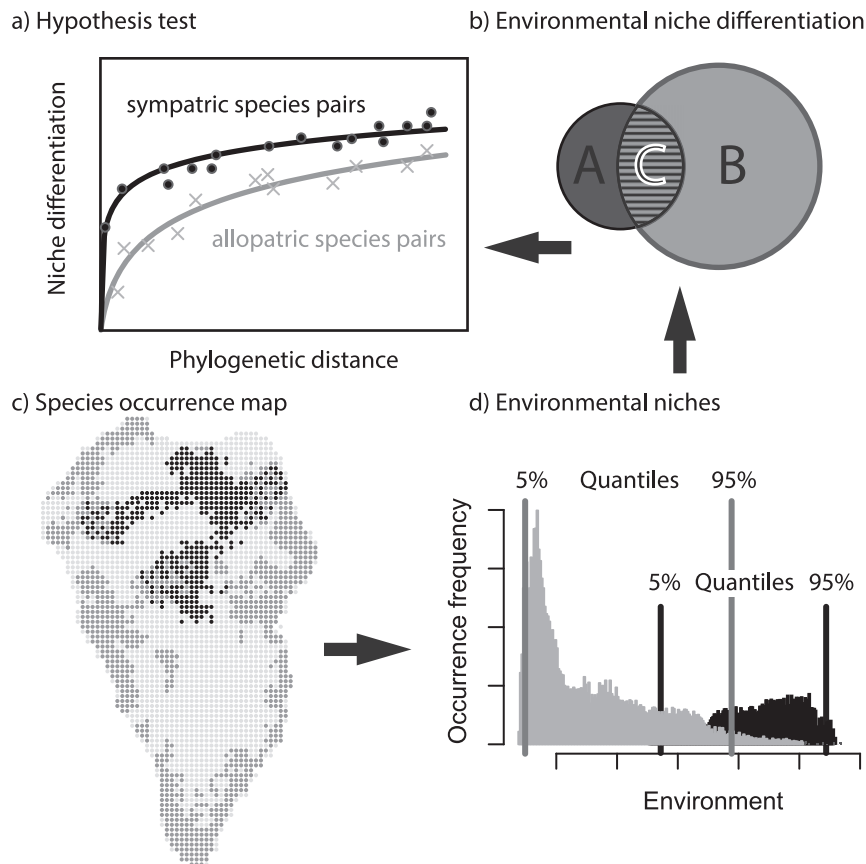 a) Hypothesis test
b) Environmental niche differentiation
sympatric species pairs
allopatric species pairs
Niche differentiation
Phylogenetic distance
A
C
B
c) Species occurrence map
d) Environmental niches
5% Quantiles 95%
5% Quantiles 95%
Occurrence frequency
Environment